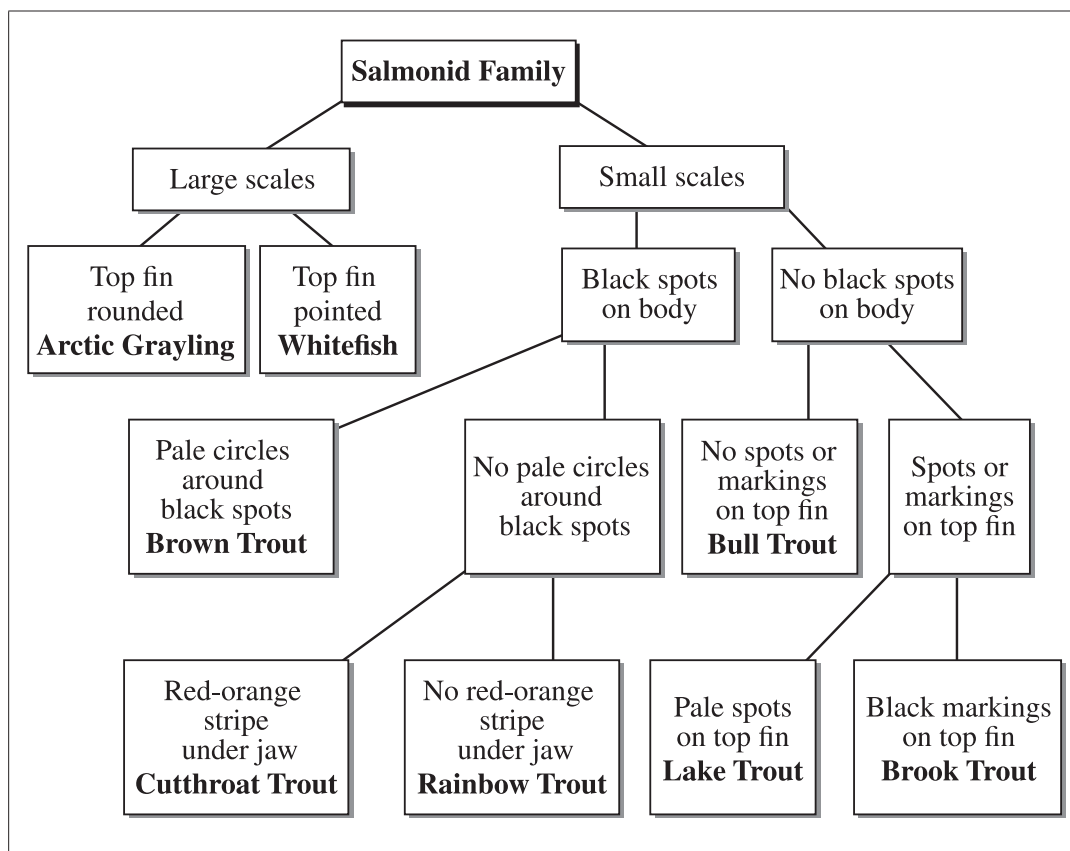 Salmonid Family
Large scales
Small scales
Top fin
rounded
Arctic Grayling
Top fin
pointed
Whitefish
Black spots
on body
No black spots
on body
Pale circles
around
black spots
Brown Trout
No pale circles
around
black spots
No spots or
markings
on top fin
Bull Trout
Spots or
markings
on top fin
Red-orange
stripe
under jaw
Cutthroat Trout
No red-orange
stripe
under jaw
Rainbow Trout
Pale spots
on top fin
Lake Trout
Black markings
on top fin
Brook Trout